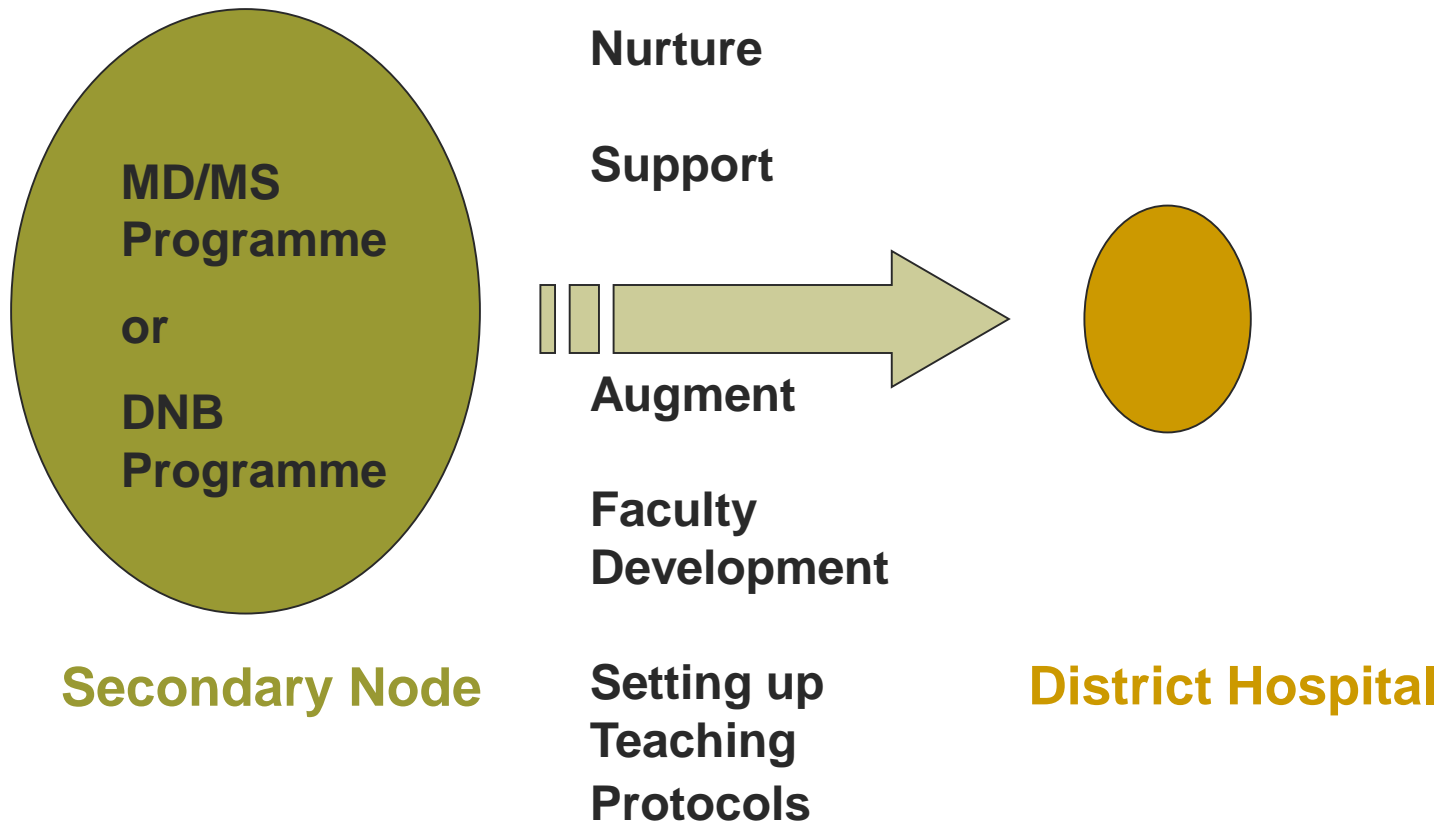 MD/MS
Programme
or
DNB
Programme
Secondary Node
Nurture
Support
Augment
Faculty
Development
Setting up
Teaching
Protocols
District Hospital